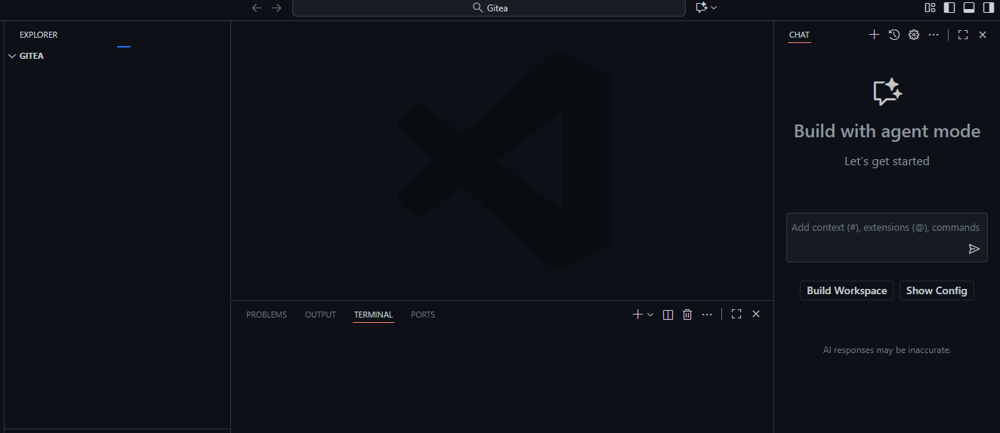 Gitea
EXPLORER
GITEA
CHAT
Build with agent mode
Let's get started
Add context (#), extensions (@), commands
Build Workspace
Show Config
AI responses may be inaccurate.
PROBLEMS
OUTPUT
TERMINAL
PORTS